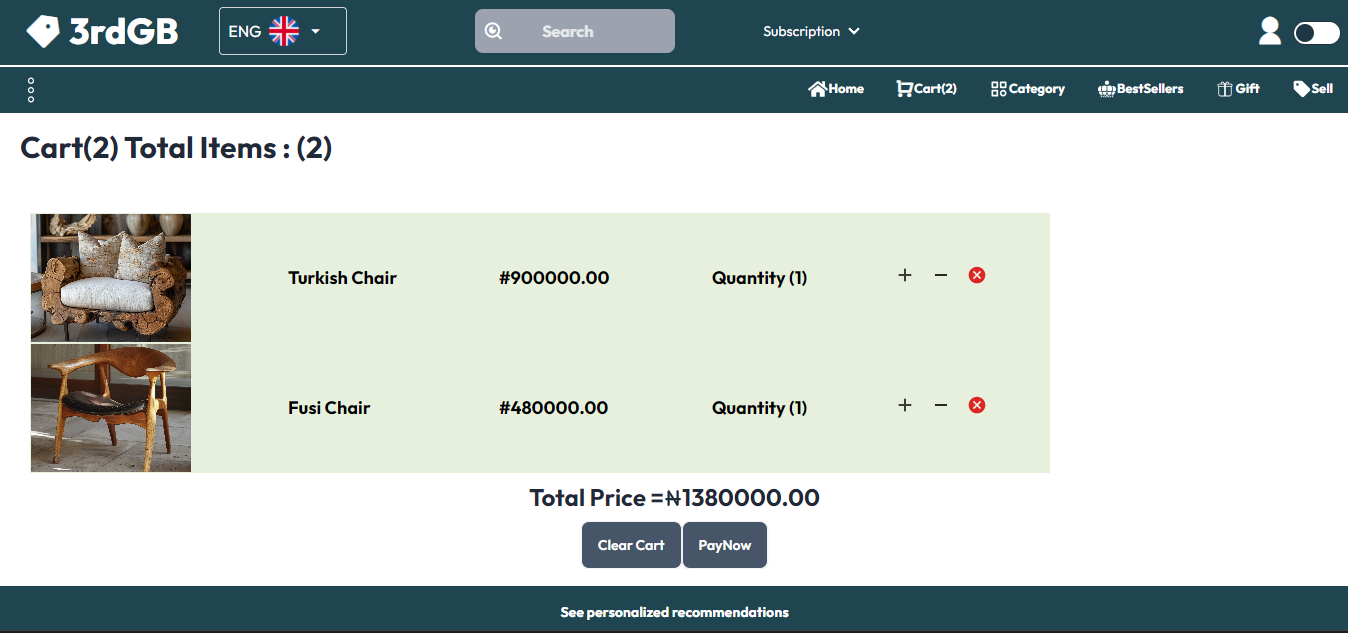 3rdGB
ENG
Search
Subscription
Home
Cart(2)
Category
BestSellers
Gift
Sell
Cart(2) Total Items : (2)
Turkish Chair #900000.00 Quantity (1)
Fusi Chair #480000.00 Quantity (1)
Total Price =₦1380000.00
Clear Cart
PayNow
See personalized recommendations